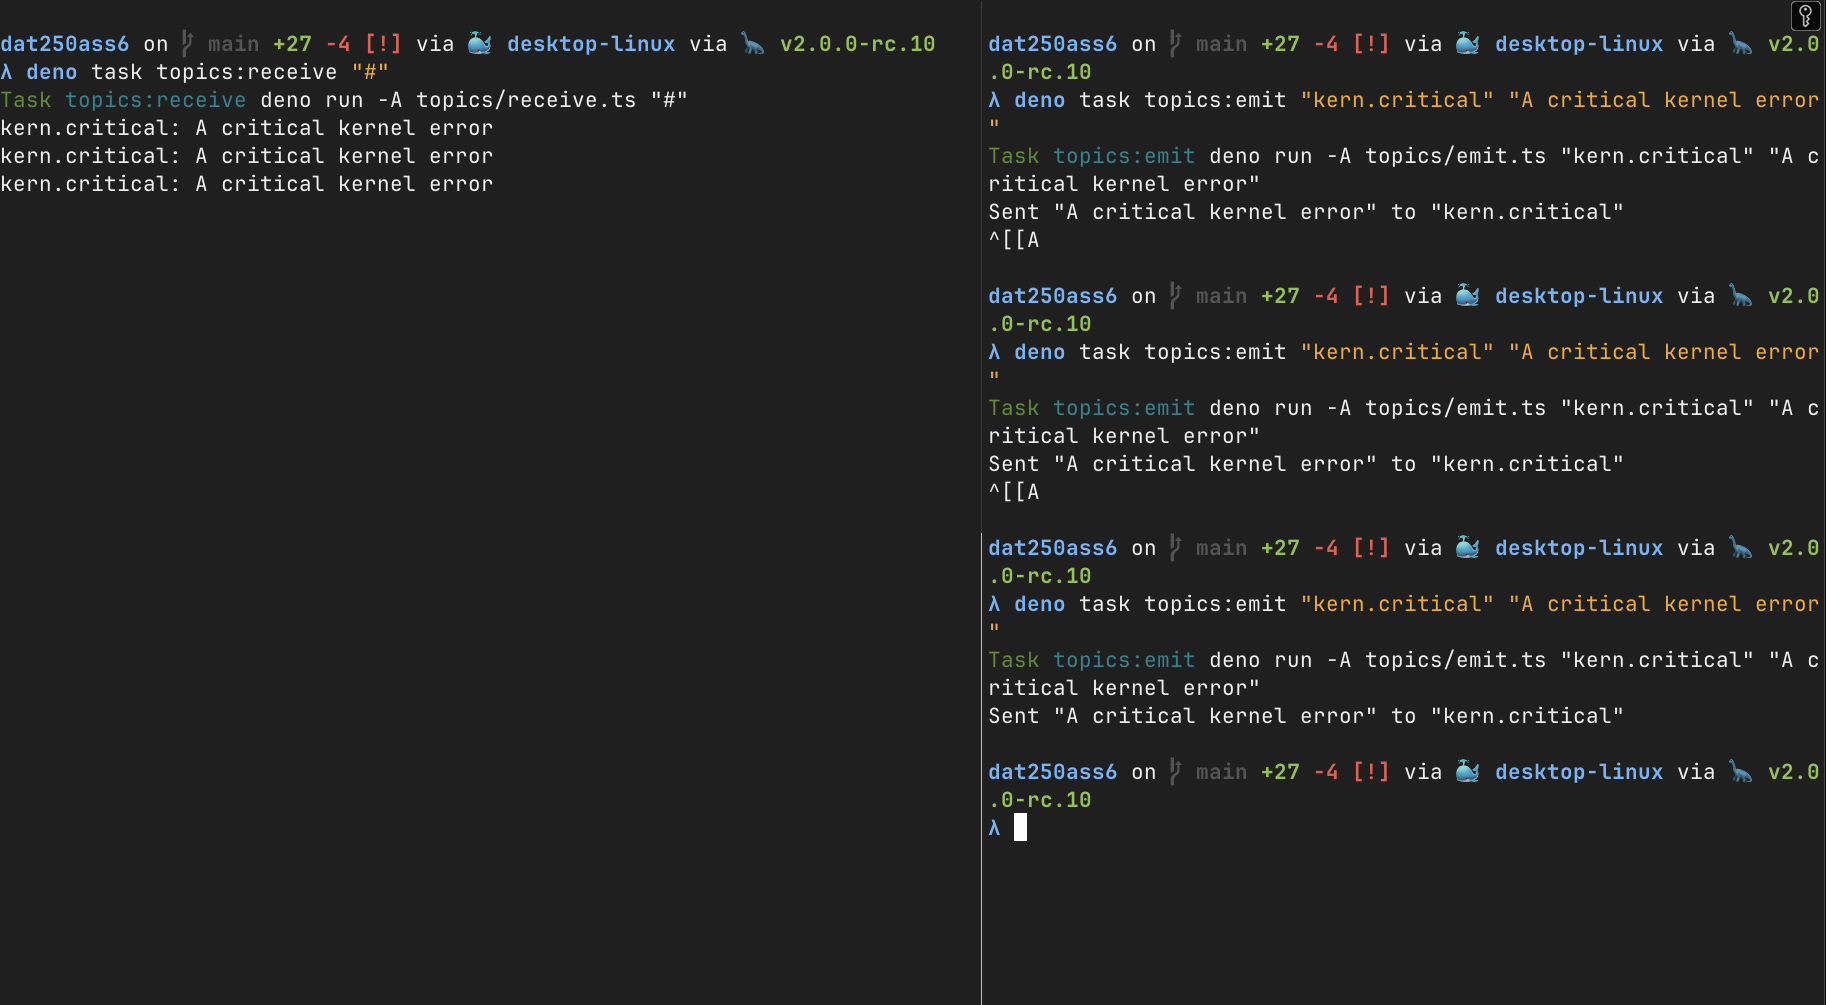 dat250ass6 on main +27 -4 [!] via 🐳 desktop-linux via 🦕 v2.0.0-rc.10
λ deno task topics:receive "#"
Task topics:receive deno run -A topics/receive.ts "#"
kern.critical: A critical kernel error
kern.critical: A critical kernel error
kern.critical: A critical kernel error
dat250ass6 on main +27 -4 [!] via 🐳 desktop-linux via 🦕 v2.0
.0-rc.10
λ deno task topics:emit "kern.critical" "A critical kernel error
"
Task topics:emit deno run -A topics/emit.ts "kern.critical" "A c
ritical kernel error"
Sent "A critical kernel error" to "kern.critical"
^[[A
dat250ass6 on main +27 -4 [!] via 🐳 desktop-linux via 🦕 v2.0
.0-rc.10
λ deno task topics:emit "kern.critical" "A critical kernel error
"
Task topics:emit deno run -A topics/emit.ts "kern.critical" "A c
ritical kernel error"
Sent "A critical kernel error" to "kern.critical"
^[[A
dat250ass6 on main +27 -4 [!] via 🐳 desktop-linux via 🦕 v2.0
.0-rc.10
λ deno task topics:emit "kern.critical" "A critical kernel error
"
Task topics:emit deno run -A topics/emit.ts "kern.critical" "A c
ritical kernel error"
Sent "A critical kernel error" to "kern.critical"
dat250ass6 on main +27 -4 [!] via 🐳 desktop-linux via 🦕 v2.0
.0-rc.10
λ